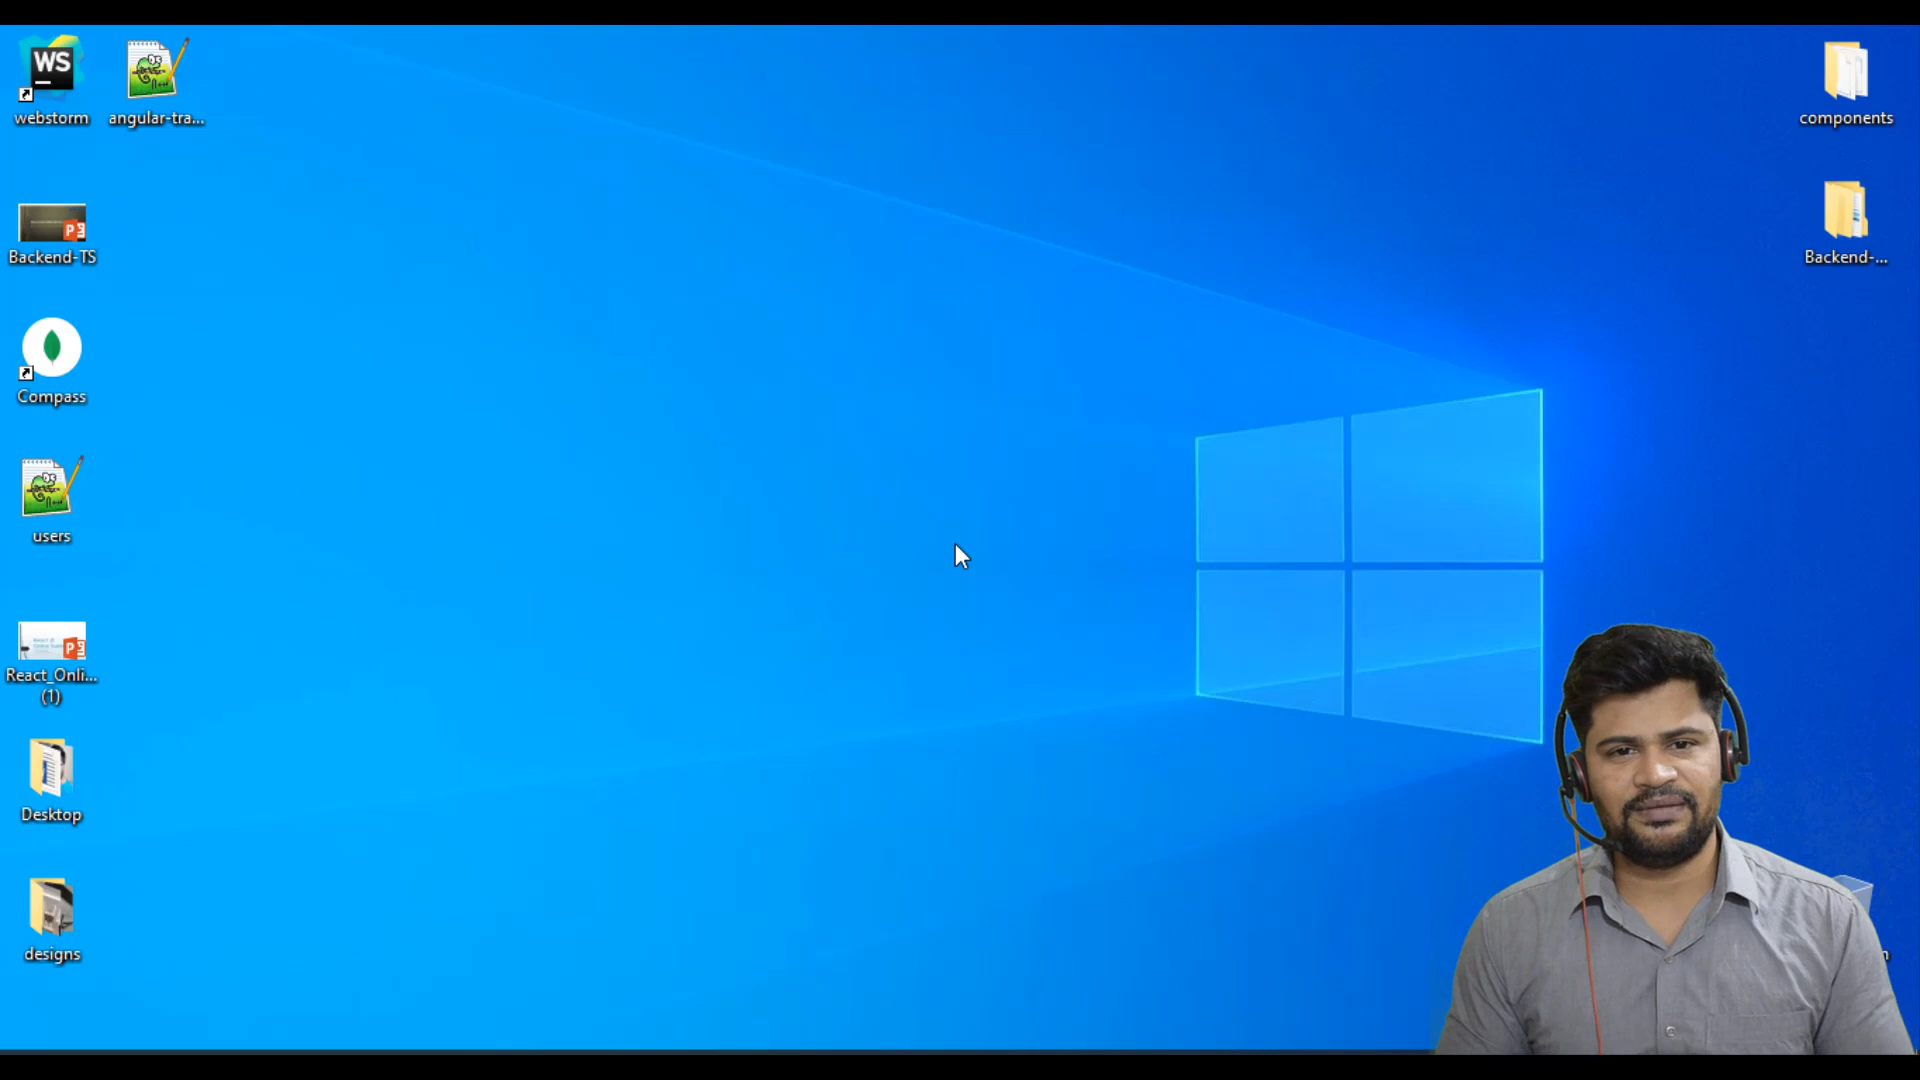 WS
webstorm
angular-tra...
components
Backend-TS
Backend-...
Compass
users
React_Onli...
(1)
Desktop
designs